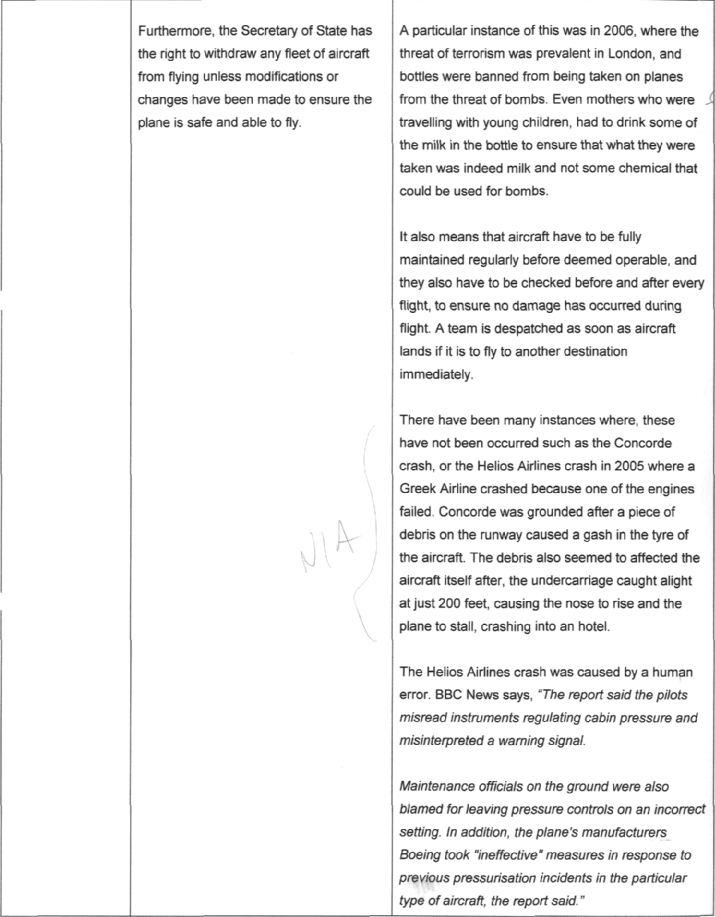 Furthermore, the Secretary of State has
the right to withdraw any fleet of aircraft
from flying unless modifications or
changes have been made to ensure the
plane is safe and able to fly.
A particular instance of this was in 2006, where the
threat of terrorism was prevalent in London, and
bottles were banned from being taken on planes
from the threat of bombs. Even mothers who were
travelling with young children, had to drink some of
the milk in the bottle to ensure that what they were
taken was indeed milk and not some chemical that
could be used for bombs.
It also means that aircraft have to be fully
maintained regularly before deemed operable, and
they also have to be checked before and after every
flight, to ensure no damage has occurred during
flight. A team is despatched as soon as aircraft
lands if it is to fly to another destination
immediately.
There have been many instances where, these
have not been occurred such as the Concorde
crash, or the Helios Airlines crash in 2005 where a
Greek Airline crashed because one of the engines
failed. Concorde was grounded after a piece of
debris on the runway caused a gash in the tyre of
the aircraft. The debris also seemed to affected the
aircraft itself after, the undercarriage caught alight
at just 200 feet, causing the nose to rise and the
plane to stall, crashing into an hotel.
N/A
The Helios Airlines crash was caused by a human
error. BBC News says, "The report said the pilots
misread instruments regulating cabin pressure and
misinterpreted a warning signal.
Maintenance officials on the ground were also
blamed for leaving pressure controls on an incorrect
setting. In addition, the plane's manufacturers
Boeing took "ineffective" measures in response to
previous pressurisation incidents in the particular
type of aircraft, the report said."